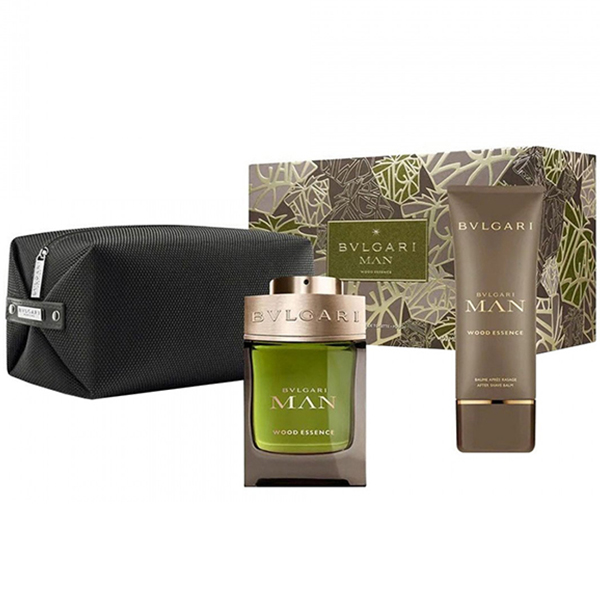 BVLGARI
MAN
WOOD ESSENCE
BVLGARI
BVLGARI
MAN
WOOD ESSENCE
BAUME APRÈS RASAGE
AFTER SHAVE BALM
BVLGARI
BVLGARI
BVLGARI
MAN
WOOD ESSENCE